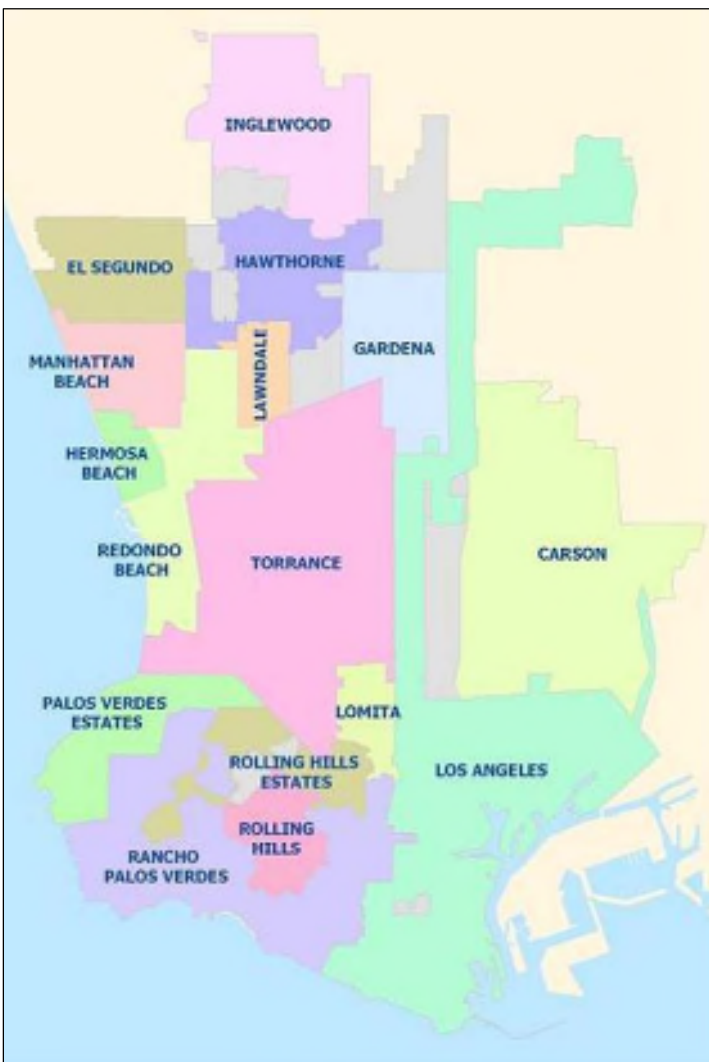 INGLEWOOD
EL SEGUNDO
HAWTHORNE
MANHATTAN
BEACH
LAWNDALE
GARDENA
HERMOSA
BEACH
REDONDO
BEACH
TORRANCE
CARSON
PALOS VERDES
ESTATES
LOMITA
ROLLING HILLS
ESTATES
LOS ANGELES
ROLLING
HILLS
RANCHO
PALOS VERDES